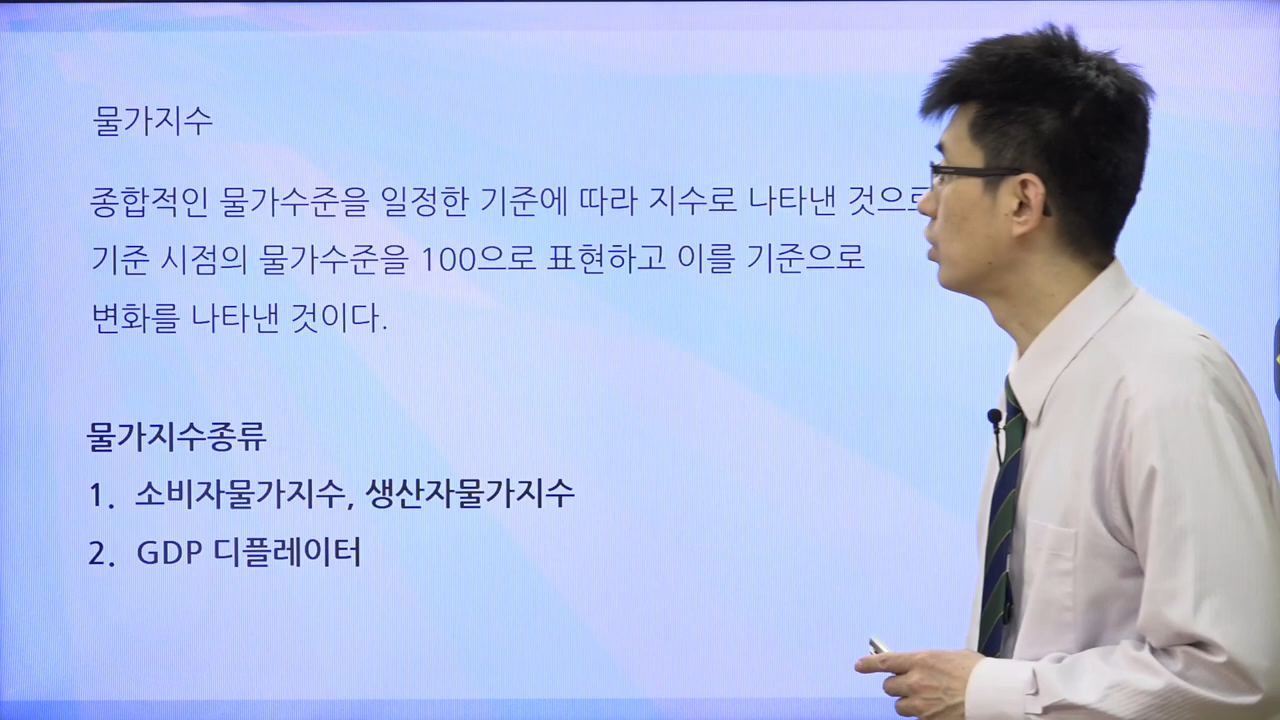 물가지수
종합적인 물가수준을 일정한 기준에 따라 지수로 나타낸 것으로
기준 시점의 물가수준을 100으로 표현하고 이를 기준으로
변화를 나타낸 것이다.
물가지수종류
1. 소비자물가지수, 생산자물가지수
2. GDP 디플레이터